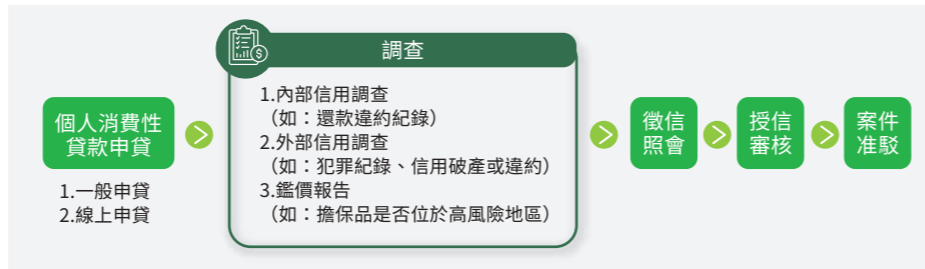 個人消費性
貸款申貸
1.一般申貸
2.線上申貸
調查
1.內部信用調查
（如：還款違約紀錄）
2.外部信用調查
（如：犯罪紀錄、信用破產或違約）
3.鑑價報告
（如：擔保品是否位於高風險地區）
徵信
照會
授信
審核
案件
准駁